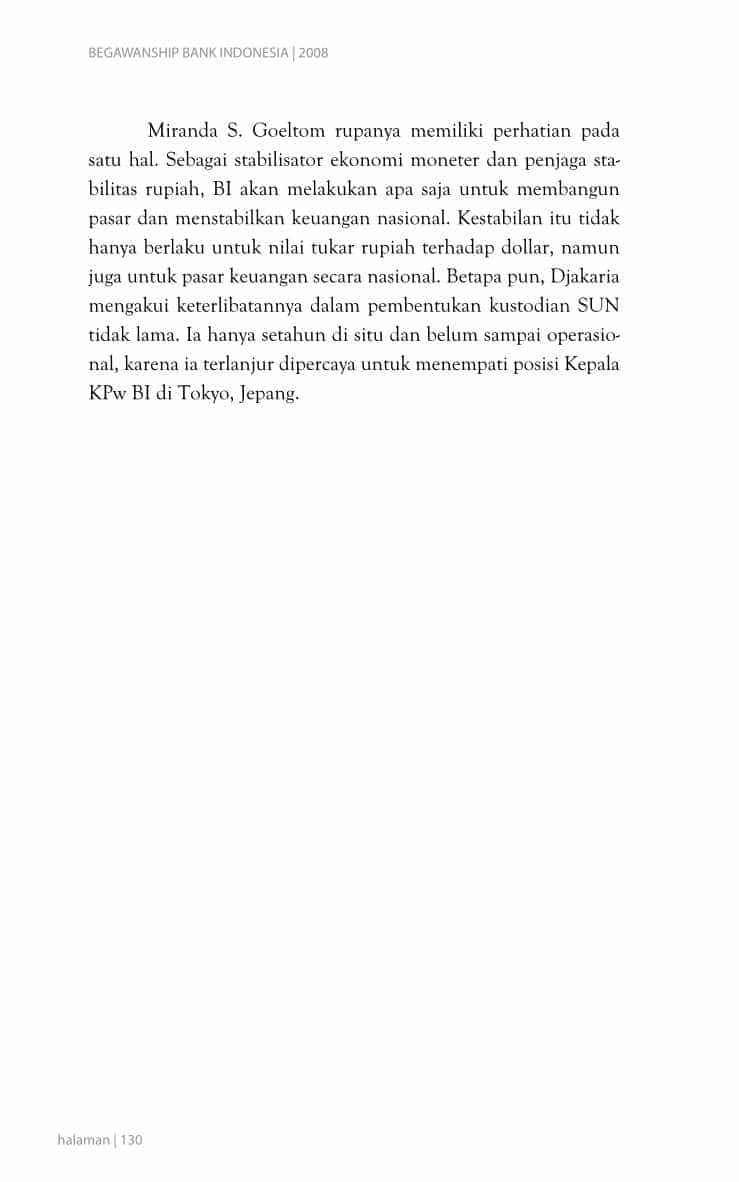 BEGAWANSHIP BANK INDONESIA | 2008
Miranda S. Goeltom rupanya memiliki perhatian pada
satu hal. Sebagai stabilisator ekonomi moneter dan penjaga sta-
bilitas rupiah, BI akan melakukan apa saja untuk membangun
pasar dan menstabilkan keuangan nasional. Kestabilan itu tidak
hanya berlaku untuk nilai tukar rupiah terhadap dollar, namun
juga untuk pasar keuangan secara nasional. Betapa pun, Djakaria
mengakui keterlibatannya dalam pembentukan kustodian SUN
tidak lama. Ia hanya setahun di situ dan belum sampai operasio-
nal, karena ia terlanjur dipercaya untuk menempati posisi Kepala
KPw BI di Tokyo, Jepang.
halaman | 130